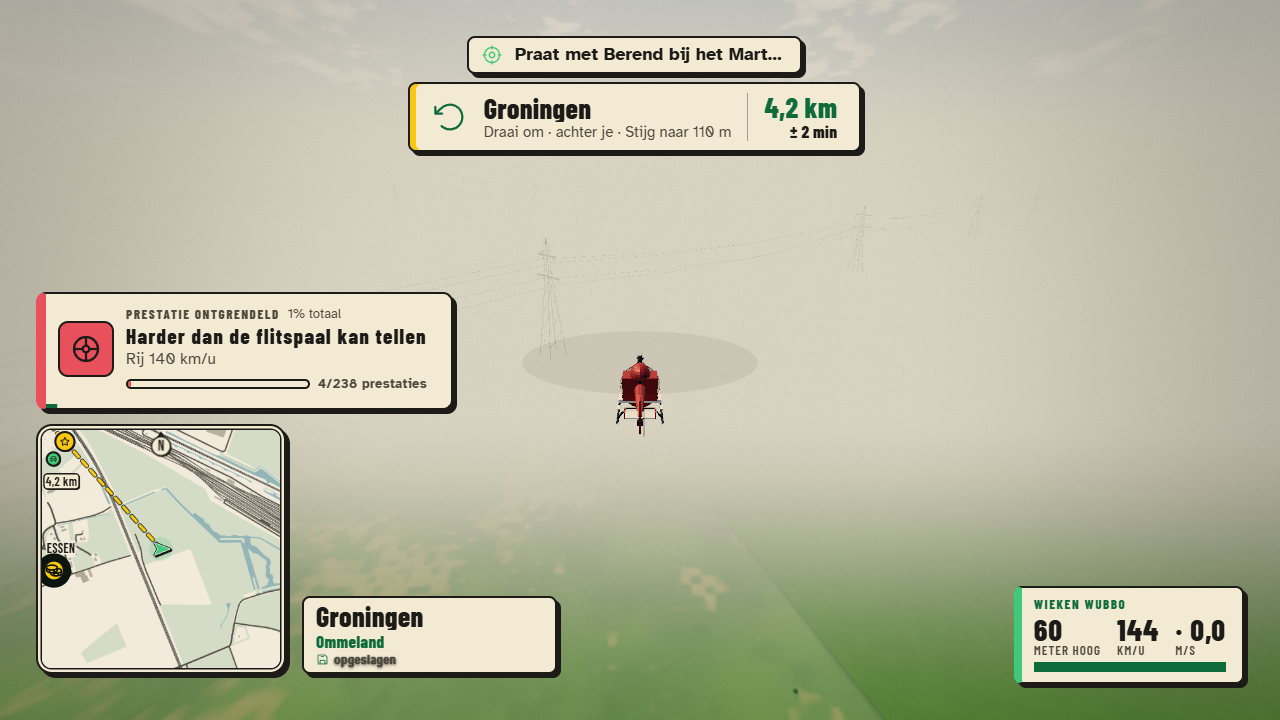 Praat met Berend bij het Mart...
Groningen
Draai om · achter je · Stijg naar 110 m
4,2 km
± 2 min
PRESTATIE ONTGRENDELD 1% totaal
Harder dan de flitspaal kan tellen
Rij 140 km/u
4/238 prestaties
N
4,2 km
ESSEN
Groningen
Ommeland
opgeslagen
WIEKEN WUBBO
60 144 · 0,0
METER HOOG KM/U M/S